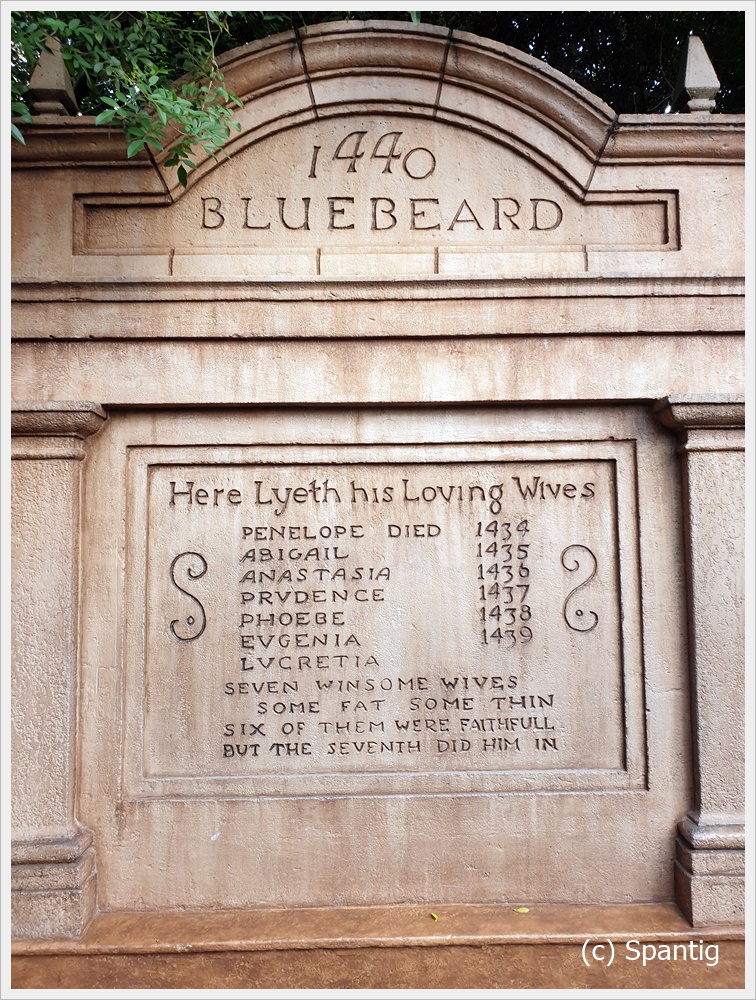 1440
BLUEBEARD
Here Lyeth his Loving Wives
PENELOPE DIED 1434
ABIGAIL 1435
ANASTASIA 1436
PRVDENCE 1437
PHOEBE 1438
EVGENIA 1439
LVCRETIA
SEVEN WINSOME WIVES
SOME FAT SOME THIN
SIX OF THEM WERE FAITHFULL
BUT THE SEVENTH DID HIM IN
(c) Spantig